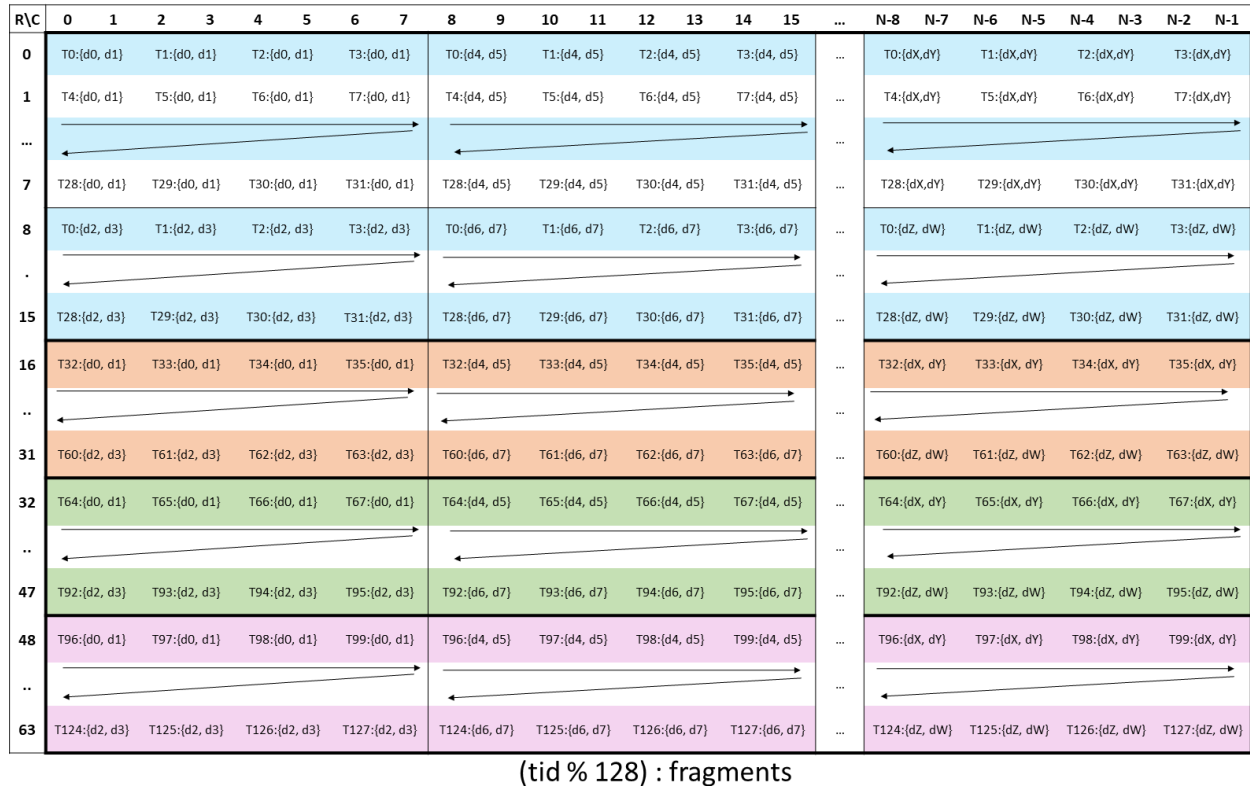 R\C 0 1 2 3 4 5 6 7 8 9 10 11 12 13 14 15 ... N-8 N-7 N-6 N-5 N-4 N-3 N-2 N-1
0 T0:{d0, d1} T1:{d0, d1} T2:{d0, d1} T3:{d0, d1} T0:{d4, d5} T1:{d4, d5} T2:{d4, d5} T3:{d4, d5} ... T0:{dX,dY} T1:{dX,dY} T2:{dX,dY} T3:{dX,dY}
1 T4:{d0, d1} T5:{d0, d1} T6:{d0, d1} T7:{d0, d1} T4:{d4, d5} T5:{d4, d5} T6:{d4, d5} T7:{d4, d5} ... T4:{dX,dY} T5:{dX,dY} T6:{dX,dY} T7:{dX,dY}
... ...
7 T28:{d0, d1} T29:{d0, d1} T30:{d0, d1} T31:{d0, d1} T28:{d4, d5} T29:{d4, d5} T30:{d4, d5} T31:{d4, d5} ... T28:{dX,dY} T29:{dX,dY} T30:{dX,dY} T31:{dX,dY}
8 T0:{d2, d3} T1:{d2, d3} T2:{d2, d3} T3:{d2, d3} T0:{d6, d7} T1:{d6, d7} T2:{d6, d7} T3:{d6, d7} ... T0:{dZ, dW} T1:{dZ, dW} T2:{dZ, dW} T3:{dZ, dW}
. ...
15 T28:{d2, d3} T29:{d2, d3} T30:{d2, d3} T31:{d2, d3} T28:{d6, d7} T29:{d6, d7} T30:{d6, d7} T31:{d6, d7} ... T28:{dZ, dW} T29:{dZ, dW} T30:{dZ, dW} T31:{dZ, dW}
16 T32:{d0, d1} T33:{d0, d1} T34:{d0, d1} T35:{d0, d1} T32:{d4, d5} T33:{d4, d5} T34:{d4, d5} T35:{d4, d5} ... T32:{dX, dY} T33:{dX, dY} T34:{dX, dY} T35:{dX, dY}
.. ...
31 T60:{d2, d3} T61:{d2, d3} T62:{d2, d3} T63:{d2, d3} T60:{d6, d7} T61:{d6, d7} T62:{d6, d7} T63:{d6, d7} ... T60:{dZ, dW} T61:{dZ, dW} T62:{dZ, dW} T63:{dZ, dW}
32 T64:{d0, d1} T65:{d0, d1} T66:{d0, d1} T67:{d0, d1} T64:{d4, d5} T65:{d4, d5} T66:{d4, d5} T67:{d4, d5} ... T64:{dX, dY} T65:{dX, dY} T66:{dX, dY} T67:{dX, dY}
.. ...
47 T92:{d2, d3} T93:{d2, d3} T94:{d2, d3} T95:{d2, d3} T92:{d6, d7} T93:{d6, d7} T94:{d6, d7} T95:{d6, d7} ... T92:{dZ, dW} T93:{dZ, dW} T94:{dZ, dW} T95:{dZ, dW}
48 T96:{d0, d1} T97:{d0, d1} T98:{d0, d1} T99:{d0, d1} T96:{d4, d5} T97:{d4, d5} T98:{d4, d5} T99:{d4, d5} ... T96:{dX, dY} T97:{dX, dY} T98:{dX, dY} T99:{dX, dY}
.. ...
63 T124:{d2, d3} T125:{d2, d3} T126:{d2, d3} T127:{d2, d3} T124:{d6, d7} T125:{d6, d7} T126:{d6, d7} T127:{d6, d7} ... T124:{dZ, dW} T125:{dZ, dW} T126:{dZ, dW} T127:{dZ, dW}
(tid % 128) : fragments